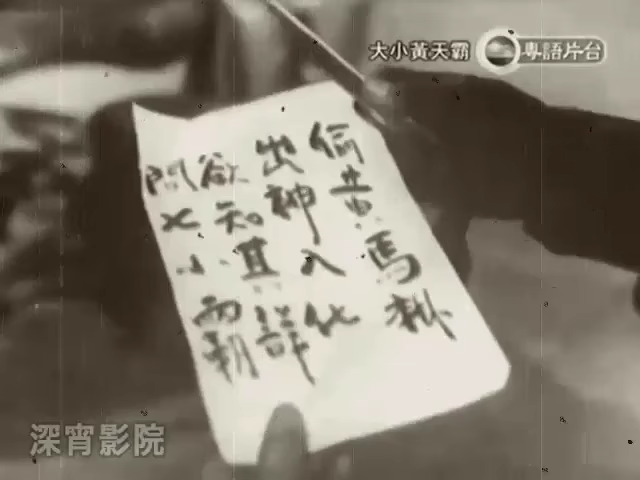 大小黃天霸
粵語片台
偷黃馬褂
出神入化
欲知其詳
問七小霸
深宵影院